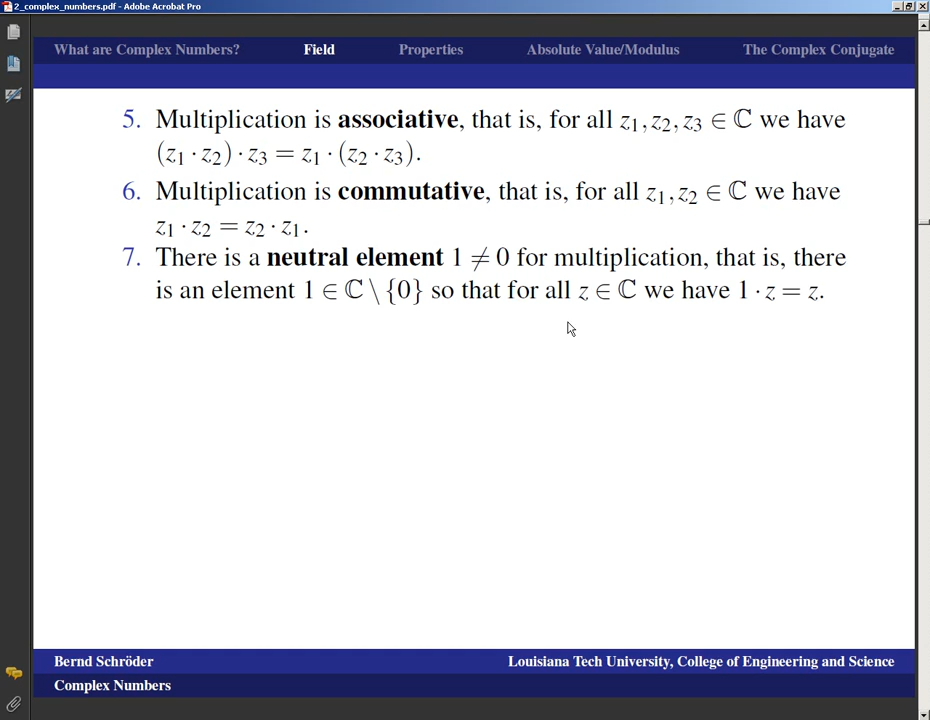 2_complex_numbers.pdf - Adobe Acrobat Pro
What are Complex Numbers? Field Properties Absolute Value/Modulus The Complex Conjugate
5. Multiplication is associative, that is, for all z₁, z₂, z₃ ∈ ℂ we have
(z₁ · z₂) · z₃ = z₁ · (z₂ · z₃).
6. Multiplication is commutative, that is, for all z₁, z₂ ∈ ℂ we have
z₁ · z₂ = z₂ · z₁.
7. There is a neutral element 1 ≠ 0 for multiplication, that is, there
is an element 1 ∈ ℂ \ {0} so that for all z ∈ ℂ we have 1 · z = z.
Bernd Schröder Louisiana Tech University, College of Engineering and Science
Complex Numbers